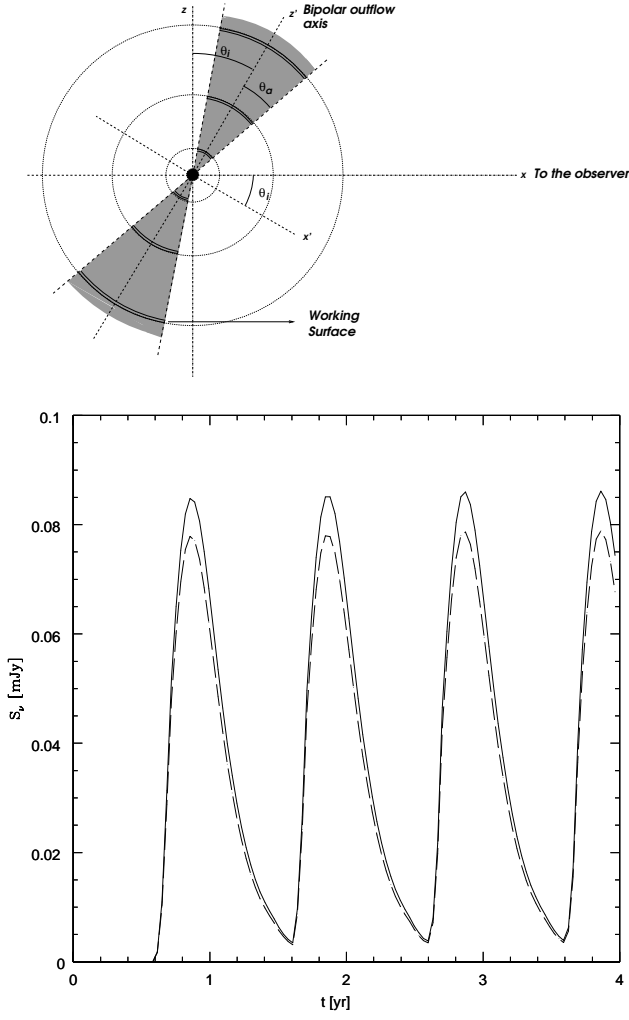 z
z' Bipolar outflow
axis
θi
θa
x To the observer
θi
x'
Working
Surface
0.1
0.08
0.06
0.04
0.02
0
Sν [mJy]
0 1 2 3 4
t [yr]